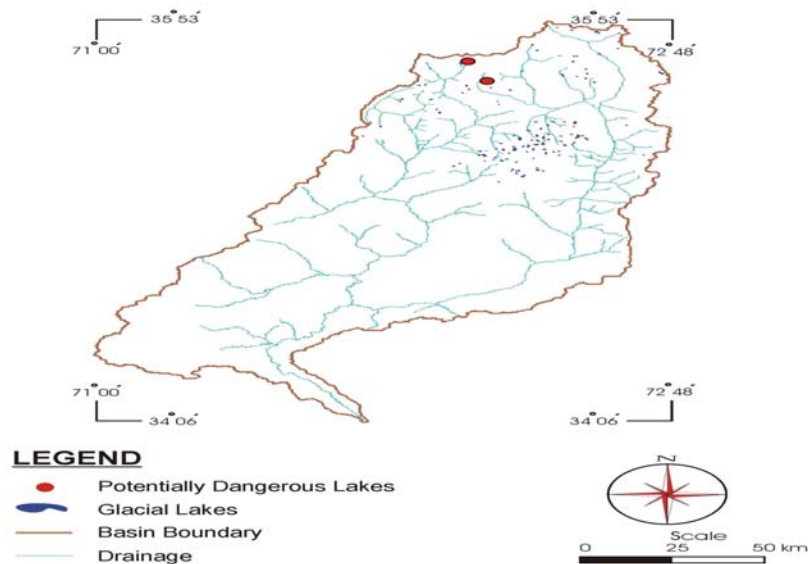 35°53´ 35°53´
71°00´ 72°48´
71°00´ 72°48´
34°06´ 34°06´
LEGEND
Potentially Dangerous Lakes
Glacial Lakes
Basin Boundary
Drainage
N
Scale
0 25 50 km